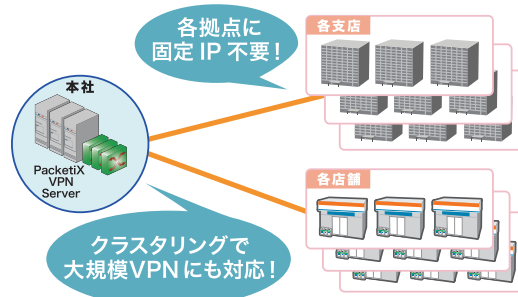 各拠点に
固定 IP 不要！
各支店
本社
PacketiX
VPN
Server
各店舗
クラスタリングで
大規模VPNにも対応！